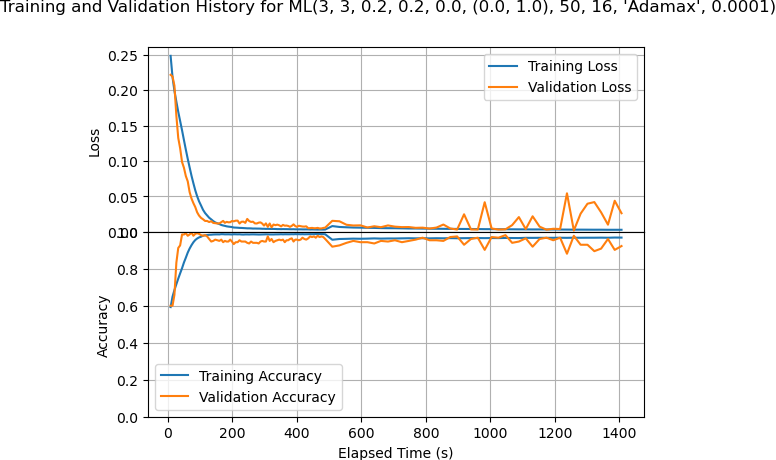 Training and Validation History for ML(3, 3, 0.2, 0.2, 0.0, (0.0, 1.0), 50, 16, 'Adamax', 0.0001)
0.25
0.20
0.15
0.10
0.05
Loss
Training Loss
Validation Loss
0.8
0.6
0.4
0.2
0.0
Accuracy
Training Accuracy
Validation Accuracy
0
200
400
600
800
1000
1200
1400
Elapsed Time (s)